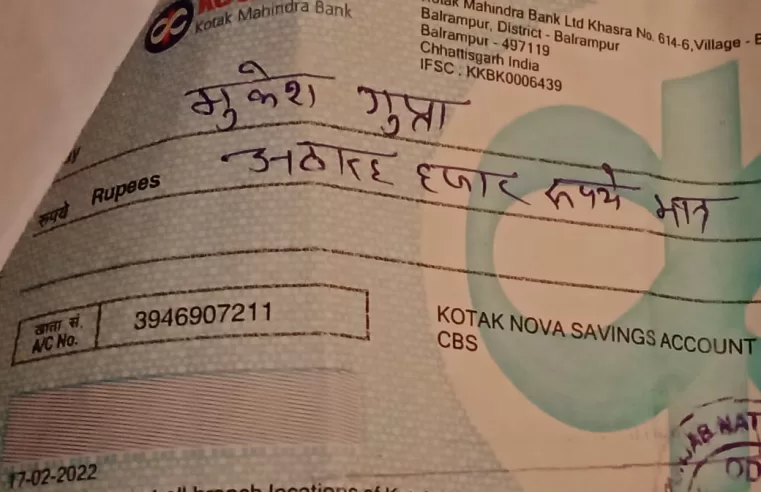 Kotak Mahindra Bank
Mahindra Bank Ltd Khasra No. 614-6, Village -
Balrampur, District - Balrampur
Balrampur - 497119
Chhattisgarh India
IFSC : KKBK0006439
मुकेश गुप्ता
रूपये Rupees अठारह हजार रूपये मात्र
खाता सं.
A/C No.
3946907211
KOTAK NOVA SAVINGS ACCOUNT
CBS
17-02-2022